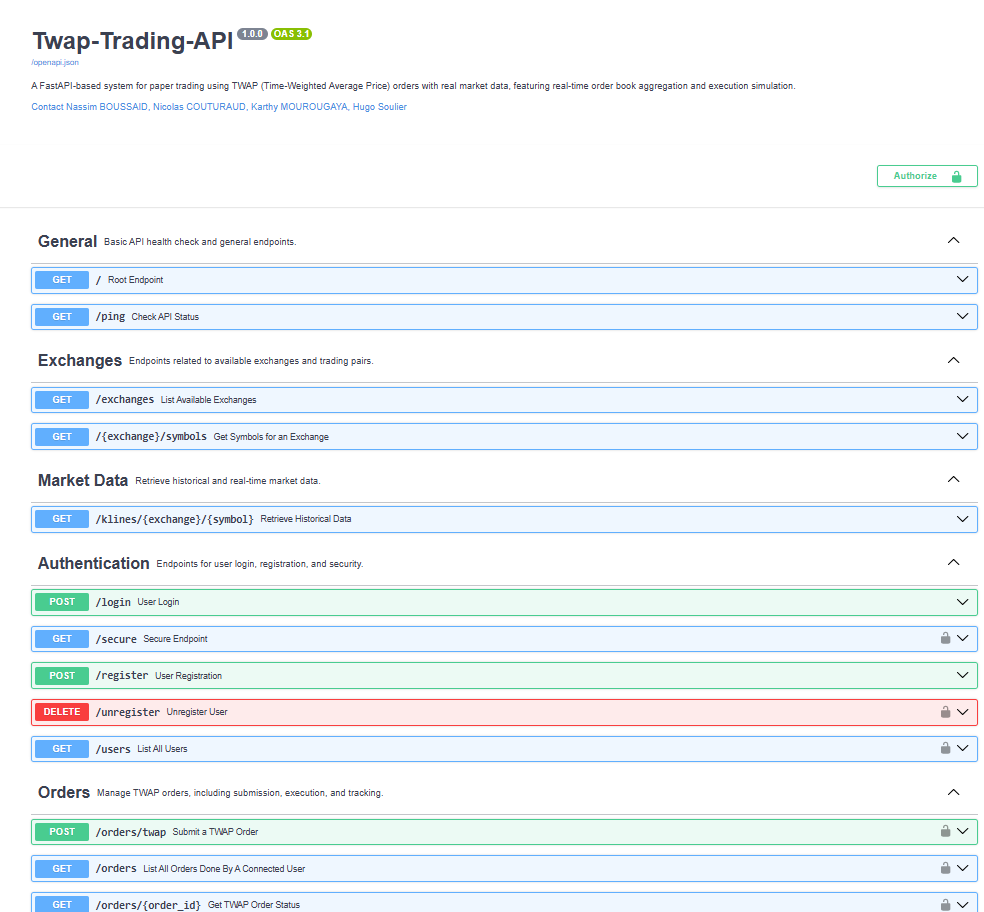 Twap-Trading-API 1.0.0 OAS 3.1
/openapi.json
A FastAPI-based system for paper trading using TWAP (Time-Weighted Average Price) orders with real market data, featuring real-time order book aggregation and execution simulation.
Contact Nassim BOUSSAID, Nicolas COUTURAUD, Karthy MOUROUGAYA, Hugo Soulier
Authorize
General Basic API health check and general endpoints.
GET / Root Endpoint
GET /ping Check API Status
Exchanges Endpoints related to available exchanges and trading pairs.
GET /exchanges List Available Exchanges
GET /{exchange}/symbols Get Symbols for an Exchange
Market Data Retrieve historical and real-time market data.
GET /klines/{exchange}/{symbol} Retrieve Historical Data
Authentication Endpoints for user login, registration, and security.
POST /login User Login
GET /secure Secure Endpoint
POST /register User Registration
DELETE /unregister Unregister User
GET /users List All Users
Orders Manage TWAP orders, including submission, execution, and tracking.
POST /orders/twap Submit a TWAP Order
GET /orders List All Orders Done By A Connected User
GET /orders/{order_id} Get TWAP Order Status